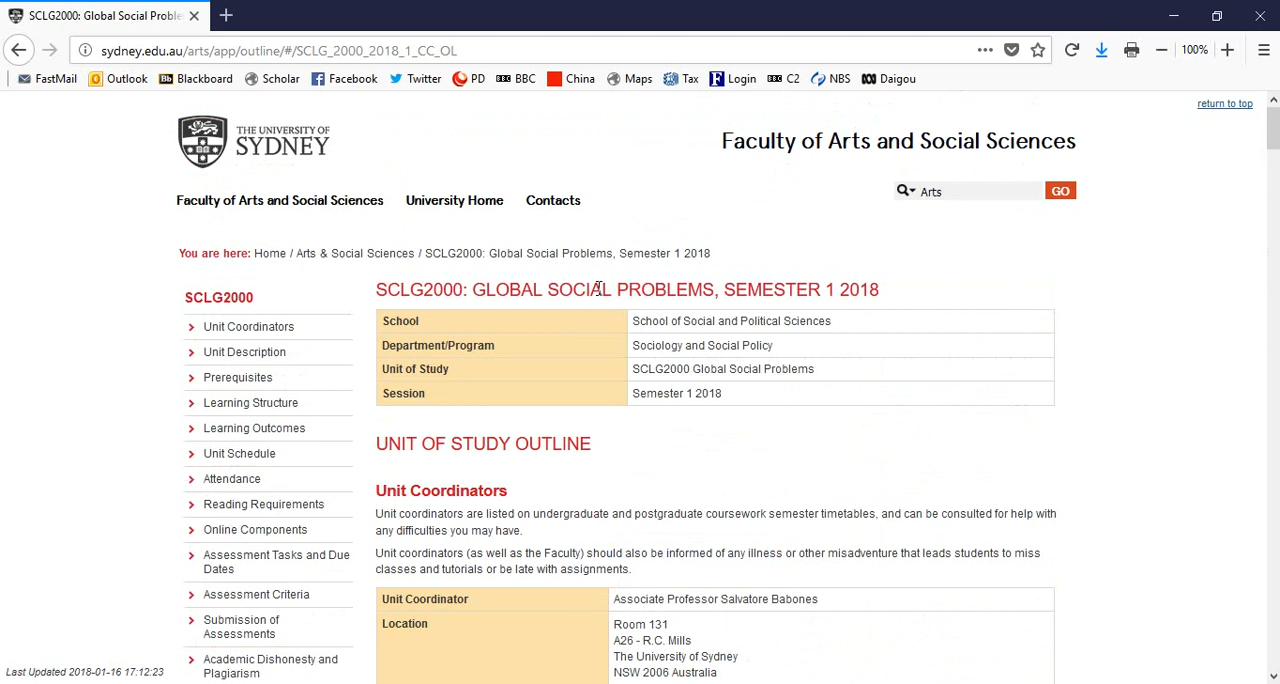 SCLG2000: Global Social Proble
sydney.edu.au/arts/app/outline/#/SCLG_2000_2018_1_CC_OL
100%
FastMail Outlook Blackboard Scholar Facebook Twitter PD BBC China Maps Tax Login C2 NBS Daigou
return to top
THE UNIVERSITY OF
SYDNEY
Faculty of Arts and Social Sciences
Arts GO
Faculty of Arts and Social Sciences University Home Contacts
You are here: Home / Arts & Social Sciences / SCLG2000: Global Social Problems, Semester 1 2018
SCLG2000
Unit Coordinators
Unit Description
Prerequisites
Learning Structure
Learning Outcomes
Unit Schedule
Attendance
Reading Requirements
Online Components
Assessment Tasks and Due
Dates
Assessment Criteria
Submission of
Assessments
Academic Dishonesty and
Plagiarism
SCLG2000: GLOBAL SOCIAL PROBLEMS, SEMESTER 1 2018
School School of Social and Political Sciences
Department/Program Sociology and Social Policy
Unit of Study SCLG2000 Global Social Problems
Session Semester 1 2018
UNIT OF STUDY OUTLINE
Unit Coordinators
Unit coordinators are listed on undergraduate and postgraduate coursework semester timetables, and can be consulted for help with
any difficulties you may have.
Unit coordinators (as well as the Faculty) should also be informed of any illness or other misadventure that leads students to miss
classes and tutorials or be late with assignments.
Unit Coordinator Associate Professor Salvatore Babones
Location Room 131
A26 - R.C. Mills
The University of Sydney
NSW 2006 Australia
Last Updated 2018-01-16 17:12:23